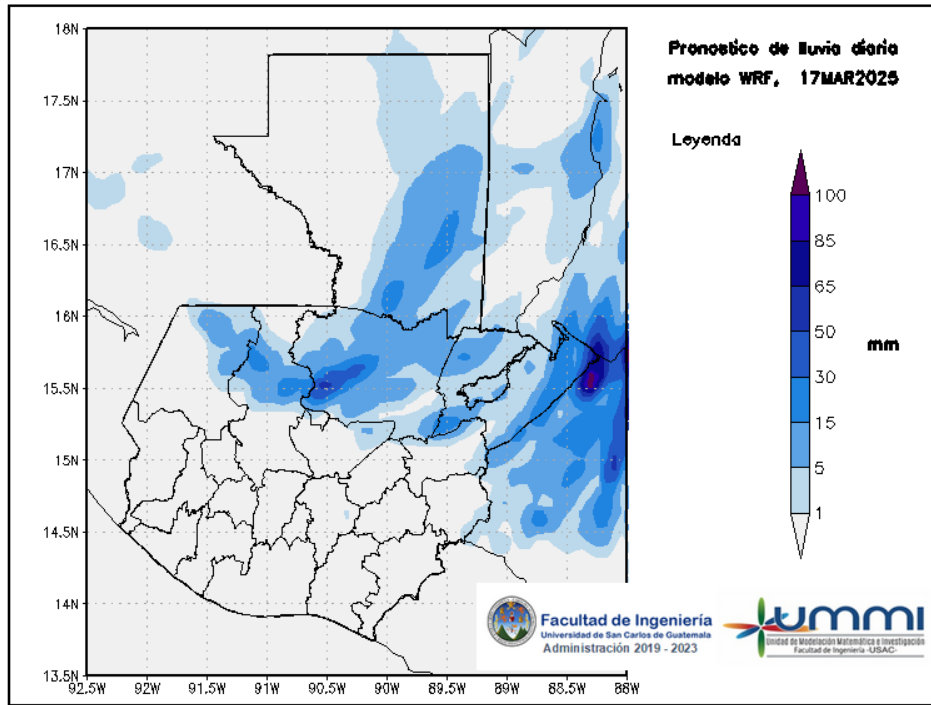 Pronostico de lluvia diaria
modelo WRF, 17MAR2025
Leyenda
100
85
65
50
30
15
5
1
mm
18N
17.5N
17N
16.5N
16N
15.5N
15N
14.5N
14N
13.5N
92.5W
92W
91.5W
91W
90.5W
90W
89.5W
89W
88.5W
88W
Facultad de Ingeniería
Universidad de San Carlos de Guatemala
Administración 2019 - 2023
ummi
Unidad de Modelación Matemática e Investigación
Facultad de Ingeniería -USAC-